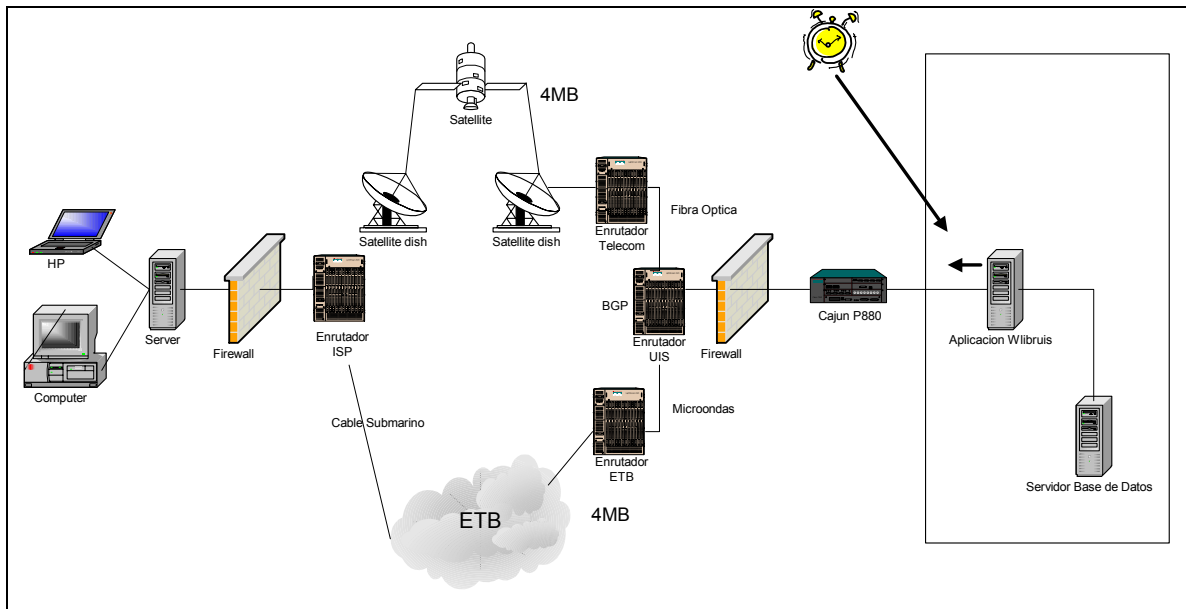 4MB
Satellite
Satellite dish
Satellite dish
Enrutador
Telecom
Fibra Optica
HP
Server
Firewall
Enrutador
ISP
BGP
Enrutador
UIS
Firewall
Cajun P880
Aplicacion Wlibruis
Computer
Cable Submarino
Microondas
Enrutador
ETB
ETB
4MB
Servidor Base de Datos